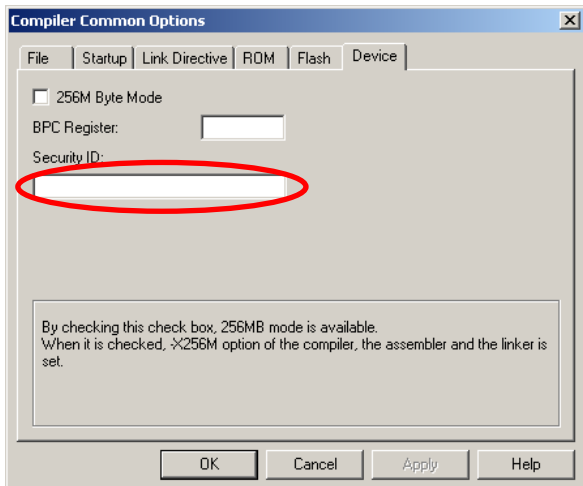 Compiler Common Options
File Startup Link Directive ROM Flash Device
256M Byte Mode
BPC Register:
Security ID:
By checking this check box, 256MB mode is available.
When it is checked, -X256M option of the compiler, the assembler and the linker is
set.
OK Cancel Apply Help